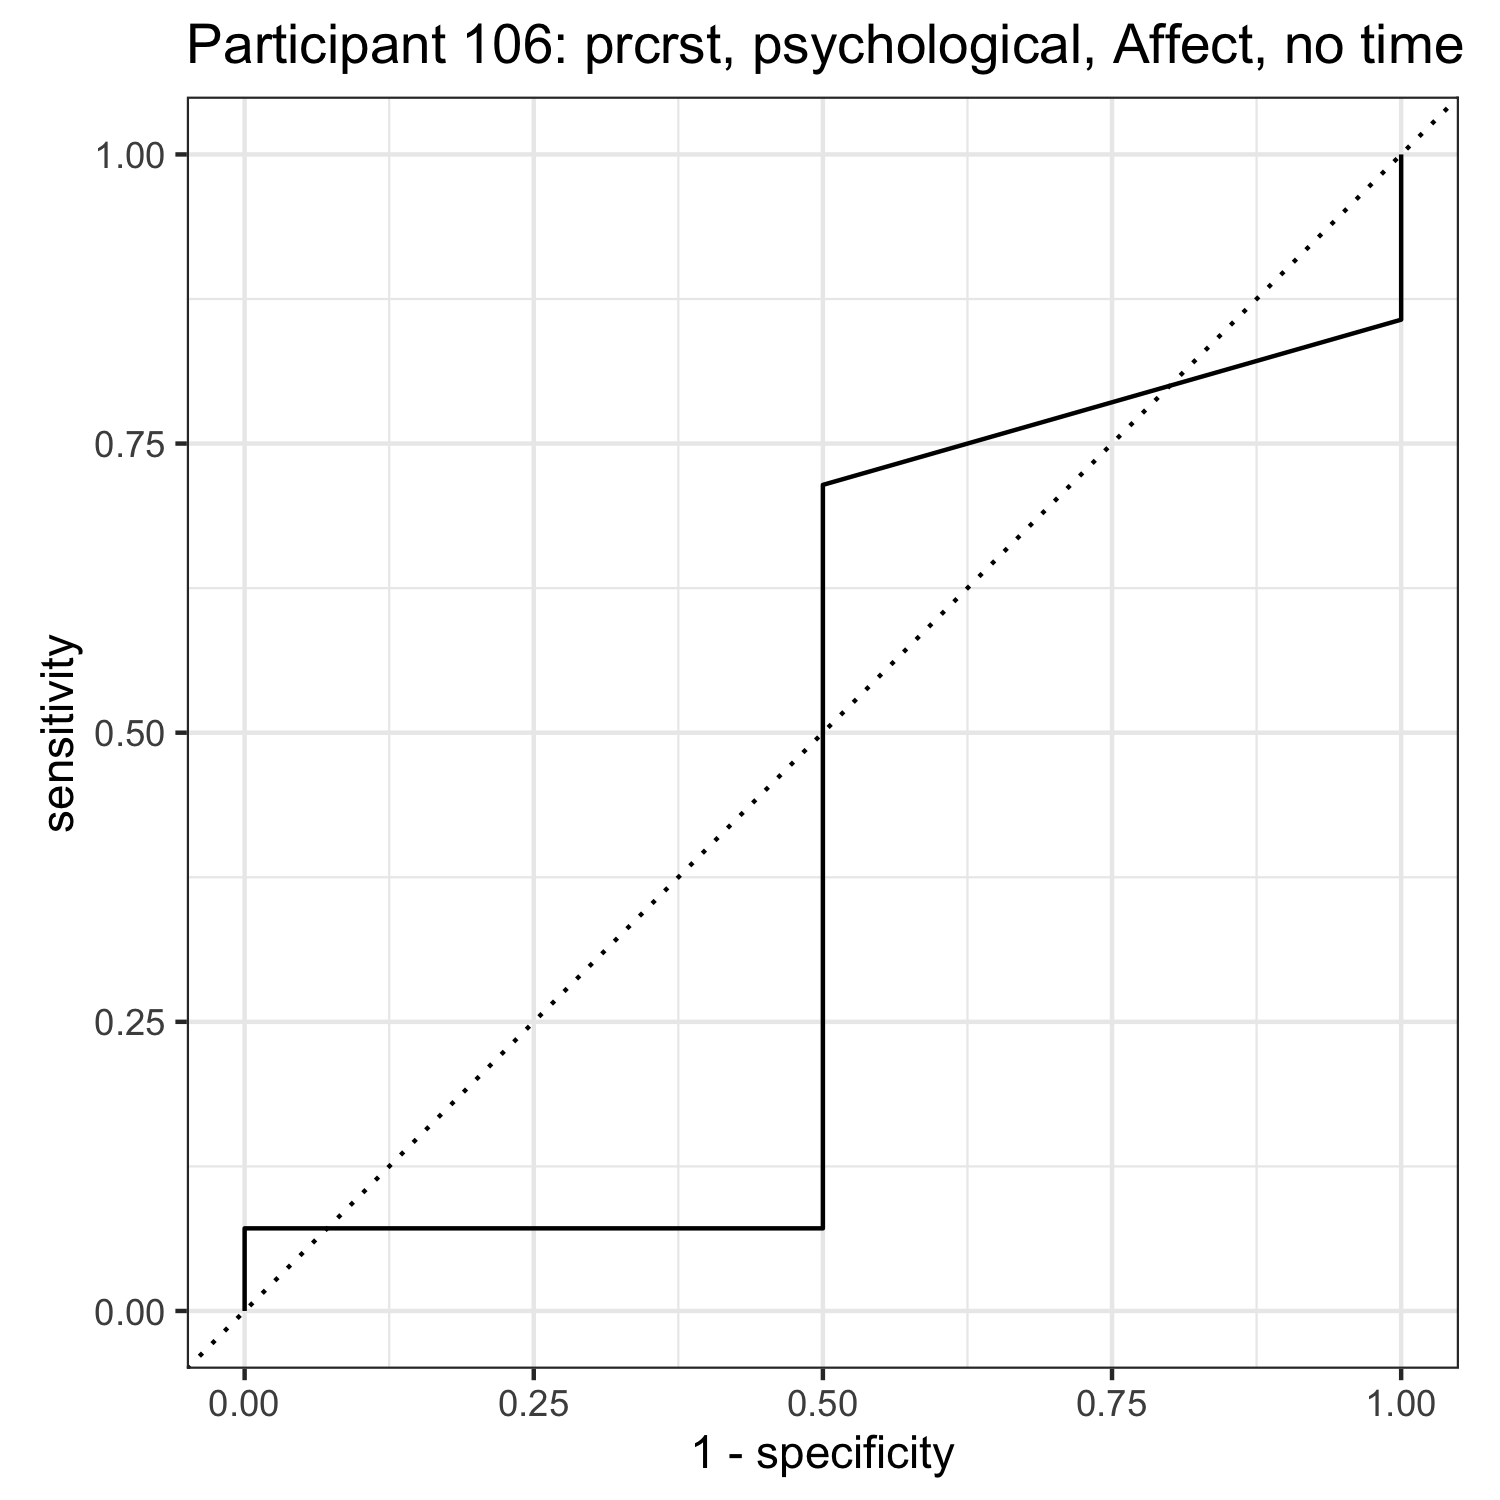 Participant 106: prcrst, psychological, Affect, no time
1.00
0.75
0.50
0.25
0.00
sensitivity
0.00 0.25 0.50 0.75 1.00
1 - specificity